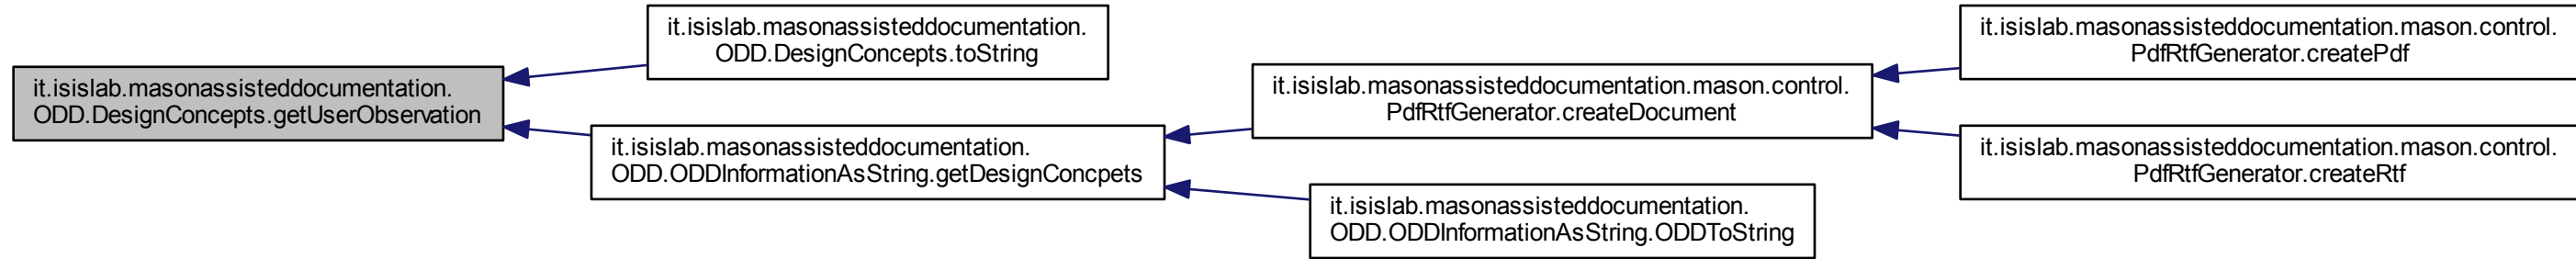 it.isislab.masonassisteddocumentation.
ODD.DesignConcepts.getUserObservation
it.isislab.masonassisteddocumentation.
ODD.DesignConcepts.toString
it.isislab.masonassisteddocumentation.
ODD.ODDInformationAsString.getDesignConcpets
it.isislab.masonassisteddocumentation.mason.control.
PdfRtfGenerator.createDocument
it.isislab.masonassisteddocumentation.
ODD.ODDInformationAsString.ODDToString
it.isislab.masonassisteddocumentation.mason.control.
PdfRtfGenerator.createPdf
it.isislab.masonassisteddocumentation.mason.control.
PdfRtfGenerator.createRtf